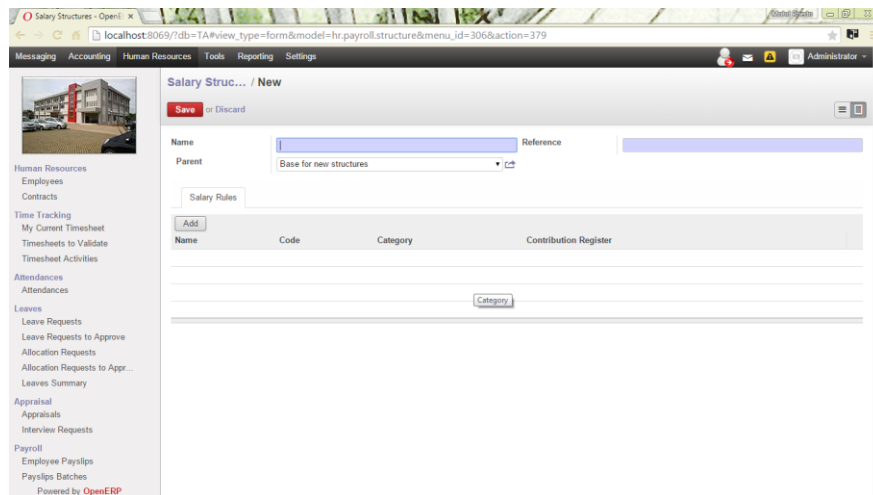 Salary Structures - OpenE
localhost:8069/?db=TA#view_type=form&model=hr.payroll.structure&menu_id=306&action=379
Messaging Accounting Human Resources Tools Reporting Settings Administrator
Salary Struc... / New
Save or Discard
Name Reference
Parent Base for new structures
Salary Rules
Add
Name Code Category Contribution Register
Category
Human Resources
Employees
Contracts
Time Tracking
My Current Timesheet
Timesheets to Validate
Timesheet Activities
Attendances
Attendances
Leaves
Leave Requests
Leave Requests to Approve
Allocation Requests
Allocation Requests to Appr...
Leaves Summary
Appraisal
Appraisals
Interview Requests
Payroll
Employee Payslips
Payslips Batches
Powered by OpenERP